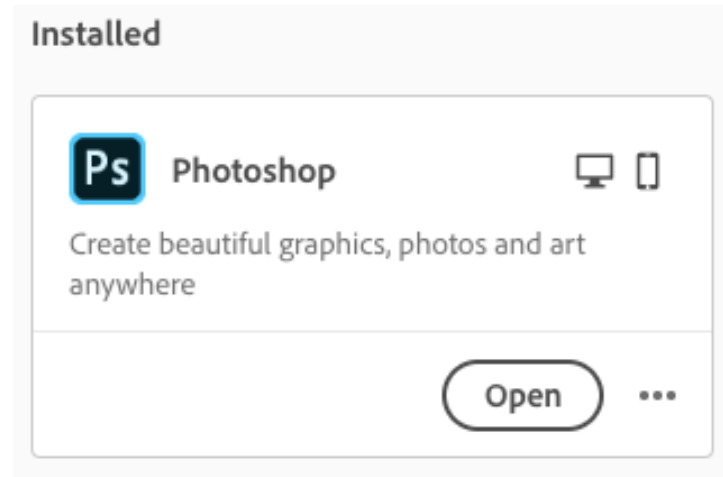 Installed
Ps Photoshop
Create beautiful graphics, photos and art
anywhere
Open